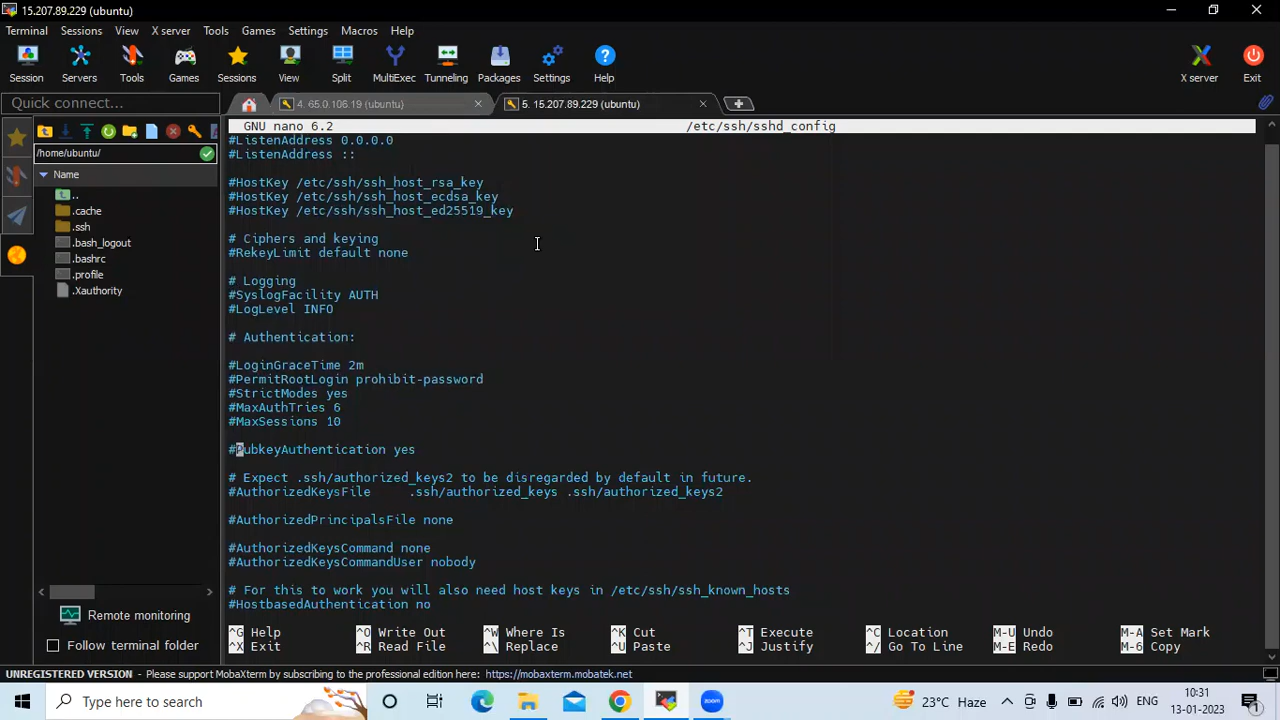 15.207.89.229 (ubuntu)
Terminal Sessions View X server Tools Games Settings Macros Help
Session Servers Tools Games Sessions View Split MultiExec Tunneling Packages Settings Help X server Exit
Quick connect...
4. 65.0.106.19 (ubuntu)
5. 15.207.89.229 (ubuntu)
/home/ubuntu/
Name
..
.cache
.ssh
.bash_logout
.bashrc
.profile
.Xauthority
Remote monitoring
Follow terminal folder
GNU nano 6.2 /etc/ssh/sshd_config
#ListenAddress 0.0.0.0
#ListenAddress ::
#HostKey /etc/ssh/ssh_host_rsa_key
#HostKey /etc/ssh/ssh_host_ecdsa_key
#HostKey /etc/ssh/ssh_host_ed25519_key
# Ciphers and keying
#RekeyLimit default none
# Logging
#SyslogFacility AUTH
#LogLevel INFO
# Authentication:
#LoginGraceTime 2m
#PermitRootLogin prohibit-password
#StrictModes yes
#MaxAuthTries 6
#MaxSessions 10
#PubkeyAuthentication yes
# Expect .ssh/authorized_keys2 to be disregarded by default in future.
#AuthorizedKeysFile .ssh/authorized_keys .ssh/authorized_keys2
#AuthorizedPrincipalsFile none
#AuthorizedKeysCommand none
#AuthorizedKeysCommandUser nobody
# For this to work you will also need host keys in /etc/ssh/ssh_known_hosts
#HostbasedAuthentication no
^G Help ^O Write Out ^W Where Is ^K Cut ^T Execute ^C Location M-U Undo M-A Set Mark
^X Exit ^R Read File ^\ Replace ^U Paste ^J Justify ^/ Go To Line M-E Redo M-6 Copy
UNREGISTERED VERSION - Please support MobaXterm by subscribing to the professional edition here: https://mobaxterm.mobatek.net
Type here to search
zoom
23°C Haze
10:31
13-01-2023
1